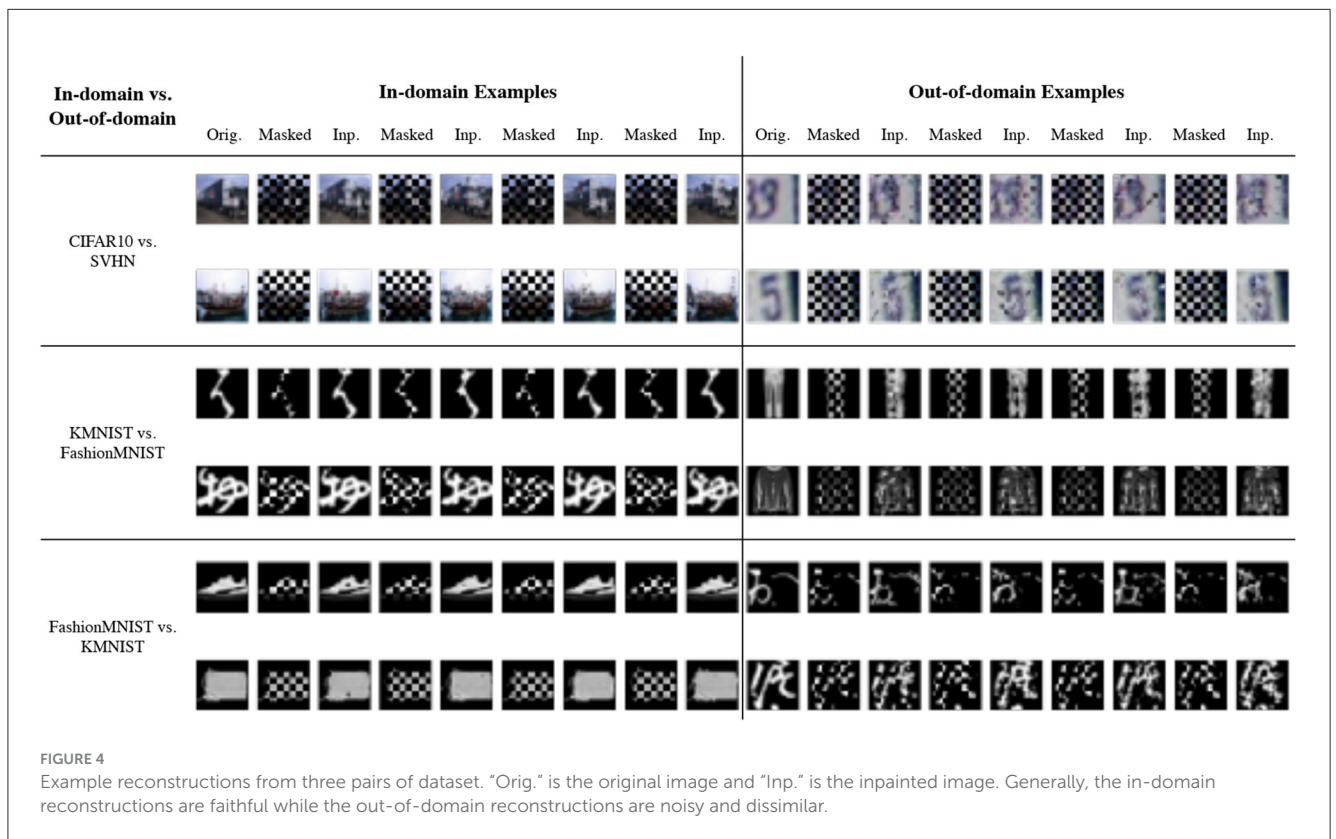 In-domain vs.
Out-of-domain
In-domain Examples
Out-of-domain Examples
Orig. Masked Inp. Masked Inp. Masked Inp. Masked Inp. Orig. Masked Inp. Masked Inp. Masked Inp. Masked Inp.
CIFAR10 vs.
SVHN
KMNIST vs.
FashionMNIST
FashionMNIST vs.
KMNIST
FIGURE 4
Example reconstructions from three pairs of dataset. “Orig.” is the original image and “Inp.” is the inpainted image. Generally, the in-domain
reconstructions are faithful while the out-of-domain reconstructions are noisy and dissimilar.